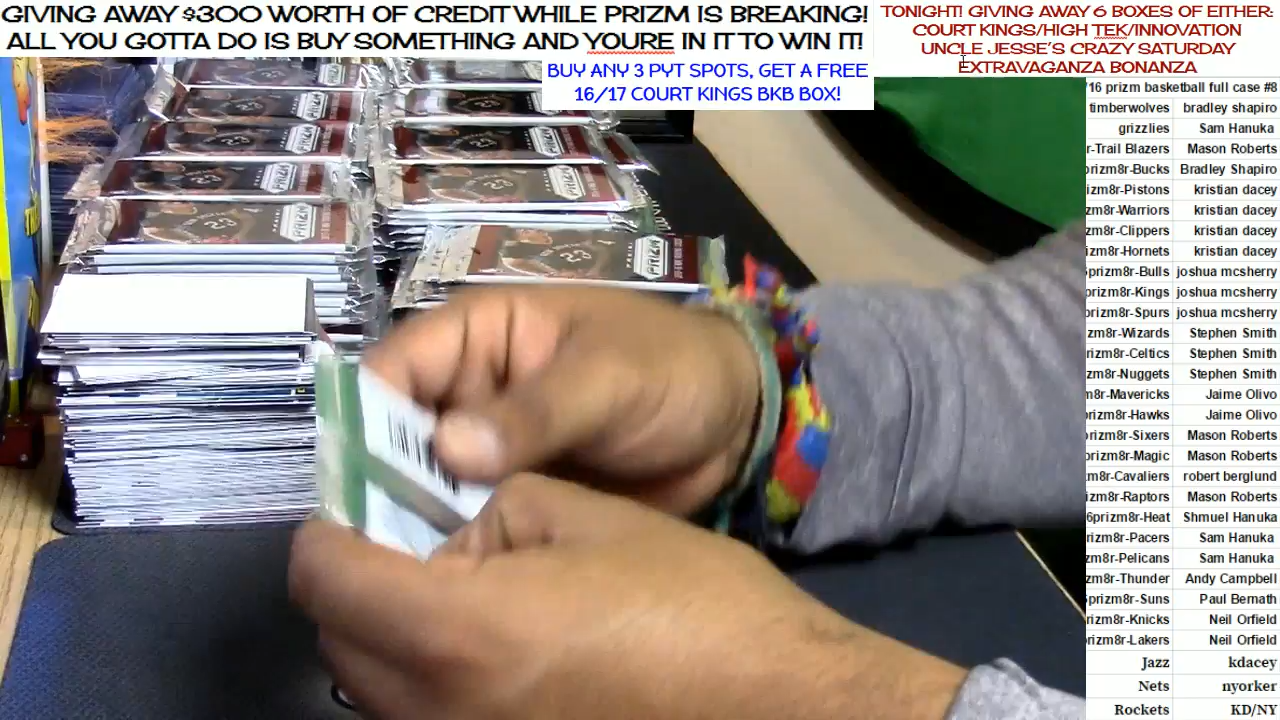 GIVING AWAY $300 WORTH OF CREDIT WHILE PRIZM IS BREAKING!
ALL YOU GOTTA DO IS BUY SOMETHING AND YOURE IN IT TO WIN IT!
BUY ANY 3 PYT SPOTS, GET A FREE
16/17 COURT KINGS BKB BOX!
TONIGHT! GIVING AWAY 6 BOXES OF EITHER:
COURT KINGS/HIGH TEK/INNOVATION
UNCLE JESSE'S CRAZY SATURDAY
EXTRAVAGANZA BONANZA
/16 prizm basketball full case #8
timberwolves bradley shapiro
grizzlies Sam Hanuka
r-Trail Blazers Mason Roberts
prizm8r-Bucks Bradley Shapiro
izm8r-Pistons kristian dacey
zm8r-Warriors kristian dacey
zm8r-Clippers kristian dacey
izm8r-Hornets kristian dacey
6prizm8r-Bulls joshua mcsherry
prizm8r-Kings joshua mcsherry
prizm8r-Spurs joshua mcsherry
zm8r-Wizards Stephen Smith
izm8r-Celtics Stephen Smith
zm8r-Nuggets Stephen Smith
m8r-Mavericks Jaime Olivo
rizm8r-Hawks Jaime Olivo
prizm8r-Sixers Mason Roberts
prizm8r-Magic Mason Roberts
m8r-Cavaliers robert berglund
rizm8r-Raptors Mason Roberts
6prizm8r-Heat Shmuel Hanuka
rizm8r-Pacers Sam Hanuka
zm8r-Pelicans Sam Hanuka
zm8r-Thunder Andy Campbell
prizm8r-Suns Paul Bernath
rizm8r-Knicks Neil Orfield
rizm8r-Lakers Neil Orfield
Jazz kdacey
Nets nyorker
Rockets KD/NY
PANINI
PRIZM
23